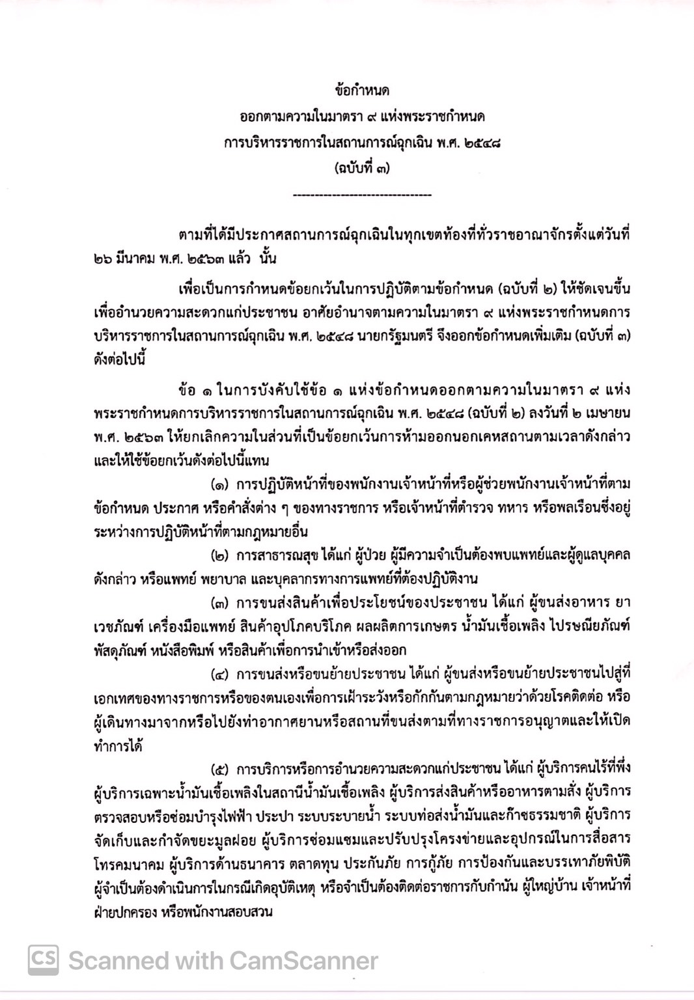 ข้อกำหนด
ออกตามความในมาตรา ๙ แห่งพระราชกำหนด
การบริหารราชการในสถานการณ์ฉุกเฉิน พ.ศ. ๒๕๔๘
(ฉบับที่ ๓)
--------------------------------
ตามที่ได้มีประกาศสถานการณ์ฉุกเฉินในทุกเขตท้องที่ทั่วราชอาณาจักรตั้งแต่วันที่
๒๖ มีนาคม พ.ศ. ๒๕๖๓ แล้ว นั้น
เพื่อเป็นการกำหนดข้อยกเว้นในการปฏิบัติตามข้อกำหนด (ฉบับที่ ๒) ให้ชัดเจนขึ้น
เพื่ออำนวยความสะดวกแก่ประชาชน อาศัยอำนาจตามความในมาตรา ๙ แห่งพระราชกำหนดการ
บริหารราชการในสถานการณ์ฉุกเฉิน พ.ศ. ๒๕๔๘ นายกรัฐมนตรี จึงออกข้อกำหนดเพิ่มเติม (ฉบับที่ ๓)
ดังต่อไปนี้
ข้อ ๑ ในการบังคับใช้ข้อ ๑ แห่งข้อกำหนดออกตามความในมาตรา ๙ แห่ง
พระราชกำหนดการบริหารราชการในสถานการณ์ฉุกเฉิน พ.ศ. ๒๕๔๘ (ฉบับที่ ๒) ลงวันที่ ๒ เมษายน
พ.ศ. ๒๕๖๓ ให้ยกเลิกความในส่วนที่เป็นข้อยกเว้นการห้ามออกนอกเคหสถานตามเวลาดังกล่าว
และให้ใช้ข้อยกเว้นดังต่อไปนี้แทน
(๑) การปฏิบัติหน้าที่ของพนักงานเจ้าหน้าที่หรือผู้ช่วยพนักงานเจ้าหน้าที่ตาม
ข้อกำหนด ประกาศ หรือคำสั่งต่าง ๆ ของทางราชการ หรือเจ้าหน้าที่ตำรวจ ทหาร หรือพลเรือนซึ่งอยู่
ระหว่างการปฏิบัติหน้าที่ตามกฎหมายอื่น
(๒) การสาธารณสุข ได้แก่ ผู้ป่วย ผู้มีความจำเป็นต้องพบแพทย์และผู้ดูแลบุคคล
ดังกล่าว หรือแพทย์ พยาบาล และบุคลากรทางการแพทย์ที่ต้องปฏิบัติงาน
(๓) การขนส่งสินค้าเพื่อประโยชน์ของประชาชน ได้แก่ ผู้ขนส่งอาหาร ยา
เวชภัณฑ์ เครื่องมือแพทย์ สินค้าอุปโภคบริโภค ผลผลิตการเกษตร น้ำมันเชื้อเพลิง ไปรษณียภัณฑ์
พัสดุภัณฑ์ หนังสือพิมพ์ หรือสินค้าเพื่อการนำเข้าหรือส่งออก
(๔) การขนส่งหรือขนย้ายประชาชน ได้แก่ ผู้ขนส่งหรือขนย้ายประชาชนไปสู่ที่
เอกเทศของทางราชการหรือของตนเองเพื่อการเฝ้าระวังหรือกักกันตามกฎหมายว่าด้วยโรคติดต่อ หรือ
ผู้เดินทางมาจากหรือไปยังท่าอากาศยานหรือสถานที่ขนส่งตามที่ทางราชการอนุญาตและให้เปิด
ทำการได้
(๕) การบริการหรือการอำนวยความสะดวกแก่ประชาชน ได้แก่ ผู้บริการคนไร้ที่พึ่ง
ผู้บริการเฉพาะน้ำมันเชื้อเพลิงในสถานีน้ำมันเชื้อเพลิง ผู้บริการส่งสินค้าหรืออาหารตามสั่ง ผู้บริการ
ตรวจสอบหรือซ่อมบำรุงไฟฟ้า ประปา ระบบระบายน้ำ ระบบท่อส่งน้ำมันและก๊าซธรรมชาติ ผู้บริการ
จัดเก็บและกำจัดขยะมูลฝอย ผู้บริการซ่อมแซมและปรับปรุงโครงข่ายและอุปกรณ์ในการสื่อสาร
โทรคมนาคม ผู้บริการด้านธนาคาร ตลาดทุน ประกันภัย การกู้ภัย การป้องกันและบรรเทาภัยพิบัติ
ผู้จำเป็นต้องดำเนินการในกรณีเกิดอุบัติเหตุ หรือจำเป็นต้องติดต่อราชการกับกำนัน ผู้ใหญ่บ้าน เจ้าหน้าที่
ฝ่ายปกครอง หรือพนักงานสอบสวน
CS Scanned with CamScanner